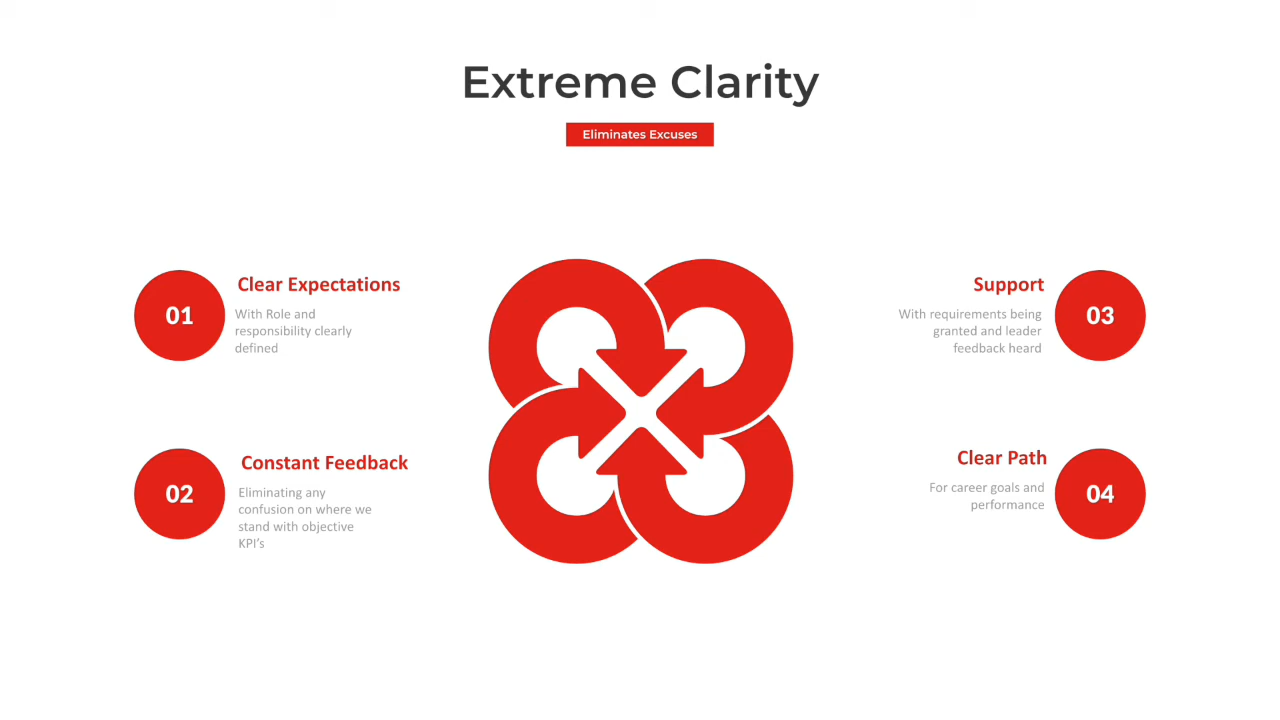 Extreme Clarity
Eliminates Excuses
01
Clear Expectations
With Role and
responsibility clearly
defined
02
Constant Feedback
Eliminating any
confusion on where we
stand with objective
KPI's
03
Support
With requirements being
granted and leader
feedback heard
04
Clear Path
For career goals and
performance